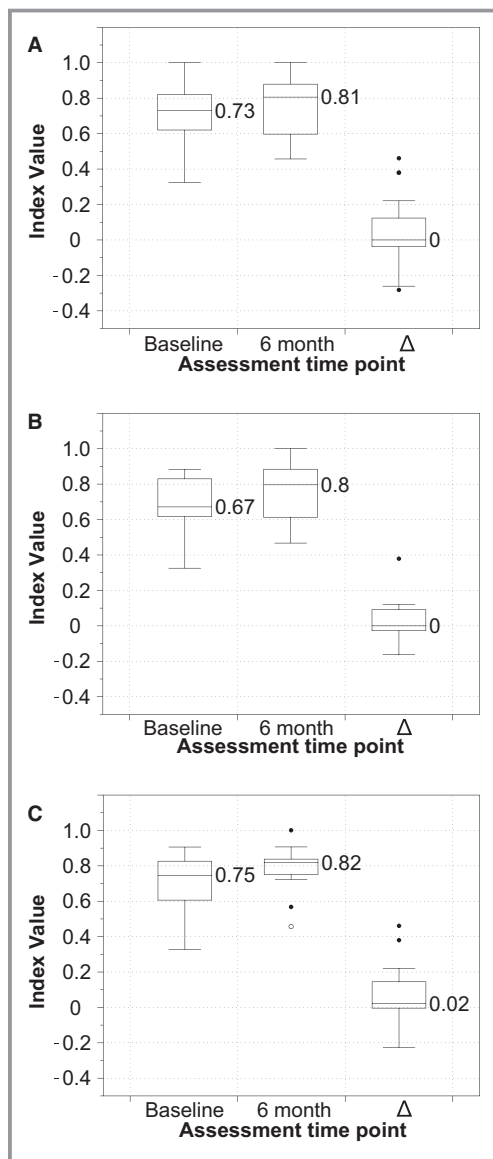 A
Index Value
1.0
0.8
0.6
0.4
0.2
0
-0.2
-0.4
0.73
0.81
0
Baseline 6 month Δ
Assessment time point
B
Index Value
1.0
0.8
0.6
0.4
0.2
0
-0.2
-0.4
0.67
0.8
0
Baseline 6 month Δ
Assessment time point
C
Index Value
1.0
0.8
0.6
0.4
0.2
0
-0.2
-0.4
0.75
0.82
0.02
Baseline 6 month Δ
Assessment time point